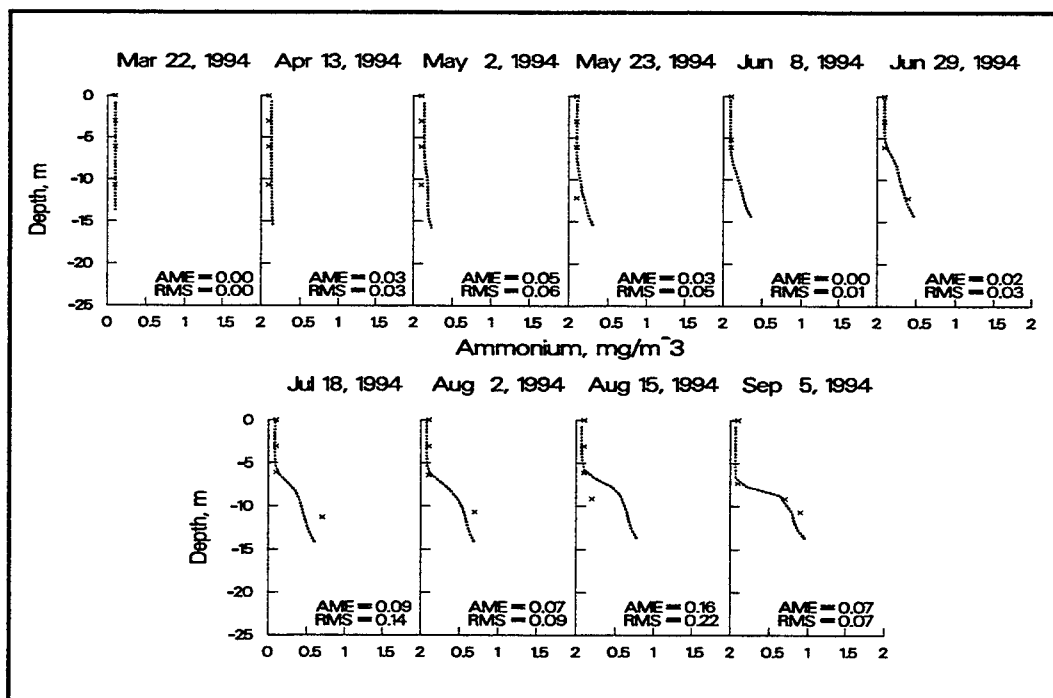 Mar 22, 1994 Apr 13, 1994 May 2, 1994 May 23, 1994 Jun 8, 1994 Jun 29, 1994
0
-5
-10
-15
-20
-25
Depth, m
AME = 0.00 AME = 0.03 AME = 0.05 AME = 0.03 AME = 0.00 AME = 0.02
RMS = 0.00 RMS = 0.03 RMS = 0.06 RMS = 0.05 RMS = 0.01 RMS = 0.03
0 0.5 1 1.5 2 0.5 1 1.5 2 0.5 1 1.5 2 0.5 1 1.5 2 0.5 1 1.5 2 0.5 1 1.5 2
Ammonium, mg/m^3
Jul 18, 1994 Aug 2, 1994 Aug 15, 1994 Sep 5, 1994
0
-5
-10
-15
-20
-25
Depth, m
AME = 0.09 AME = 0.07 AME = 0.16 AME = 0.07
RMS = 0.14 RMS = 0.09 RMS = 0.22 RMS = 0.07
0 0.5 1 1.5 2 0.5 1 1.5 2 0.5 1 1.5 2 0.5 1 1.5 2